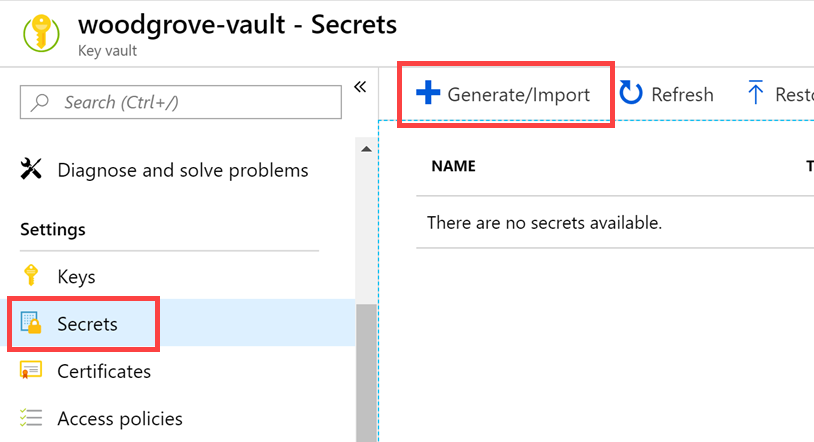 woodgrove-vault - Secrets
Key vault
Search (Ctrl+/)
Diagnose and solve problems
Settings
Keys
Secrets
Certificates
Access policies
Generate/Import
Refresh
NAME
There are no secrets available.